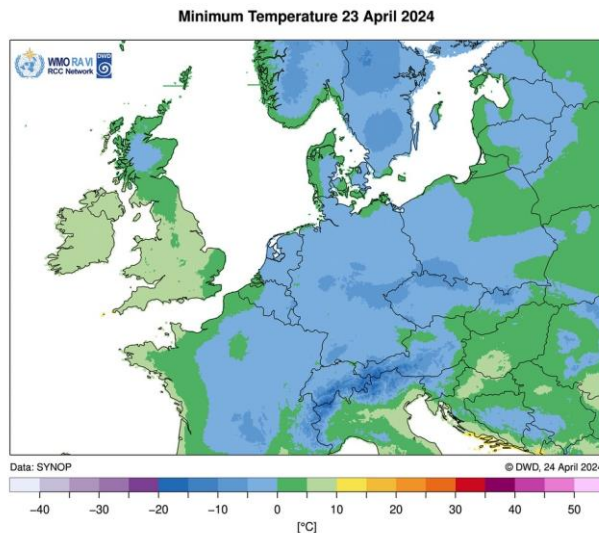 Minimum Temperature 23 April 2024
WMO RA VI
RCC Network
DWD
Data: SYNOP
© DWD, 24 April 2024
−40 −30 −20 −10 0 10 20 30 40 50
[°C]